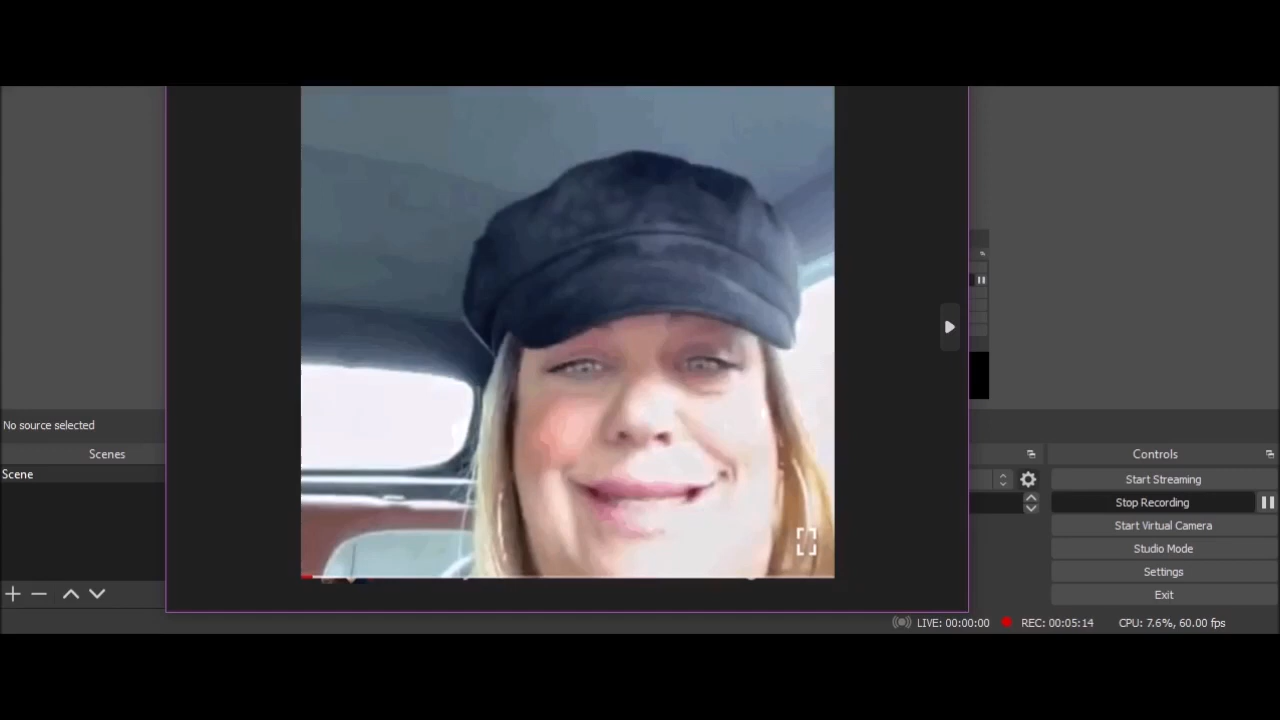 No source selected
Scenes
Controls
Scene
Start Streaming
Stop Recording
Start Virtual Camera
Studio Mode
Settings
Exit
LIVE: 00:00:00
REC: 00:05:14
CPU: 7.6%, 60.00 fps